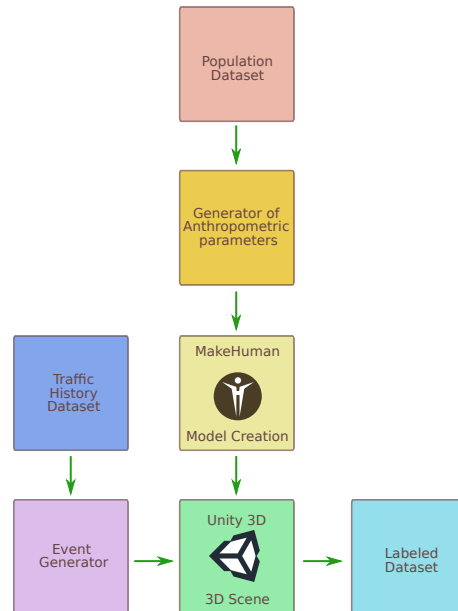 Population
Dataset
Generator of
Anthropometric
parameters
MakeHuman
Model Creation
Traffic
History
Dataset
Event
Generator
Unity 3D
3D Scene
Labeled
Dataset